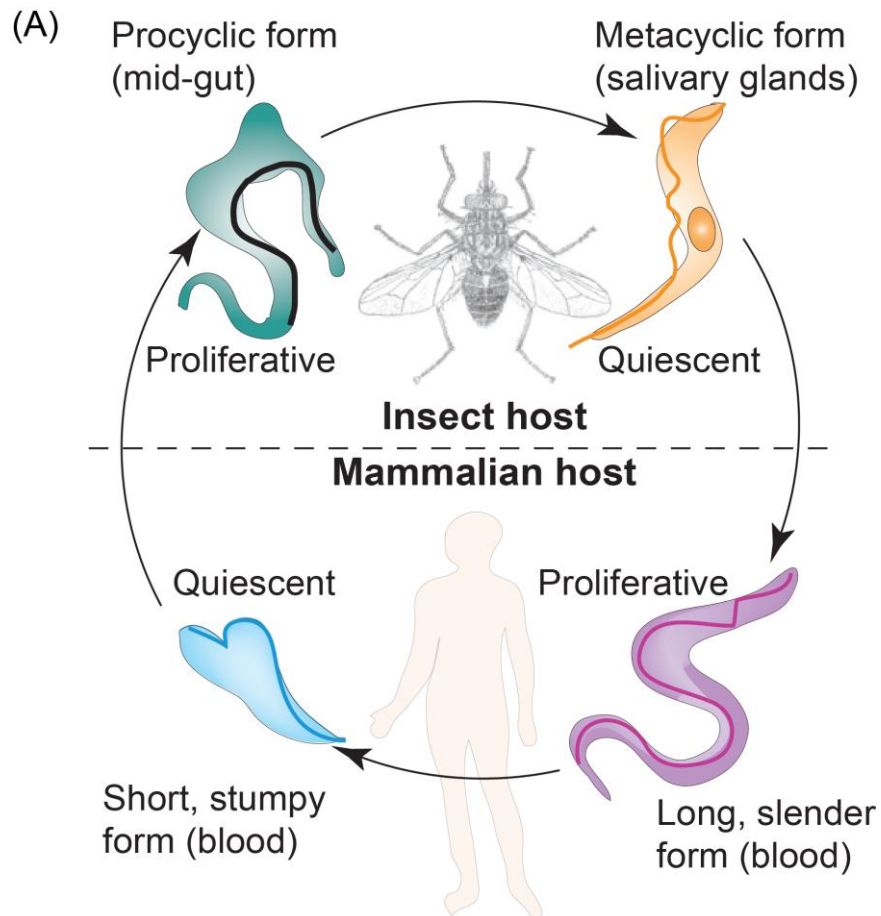 (A)
Procyclic form
(mid-gut)
Metacyclic form
(salivary glands)
Proliferative
Quiescent
Insect host
Mammalian host
Quiescent
Proliferative
Short, stumpy
form (blood)
Long, slender
form (blood)